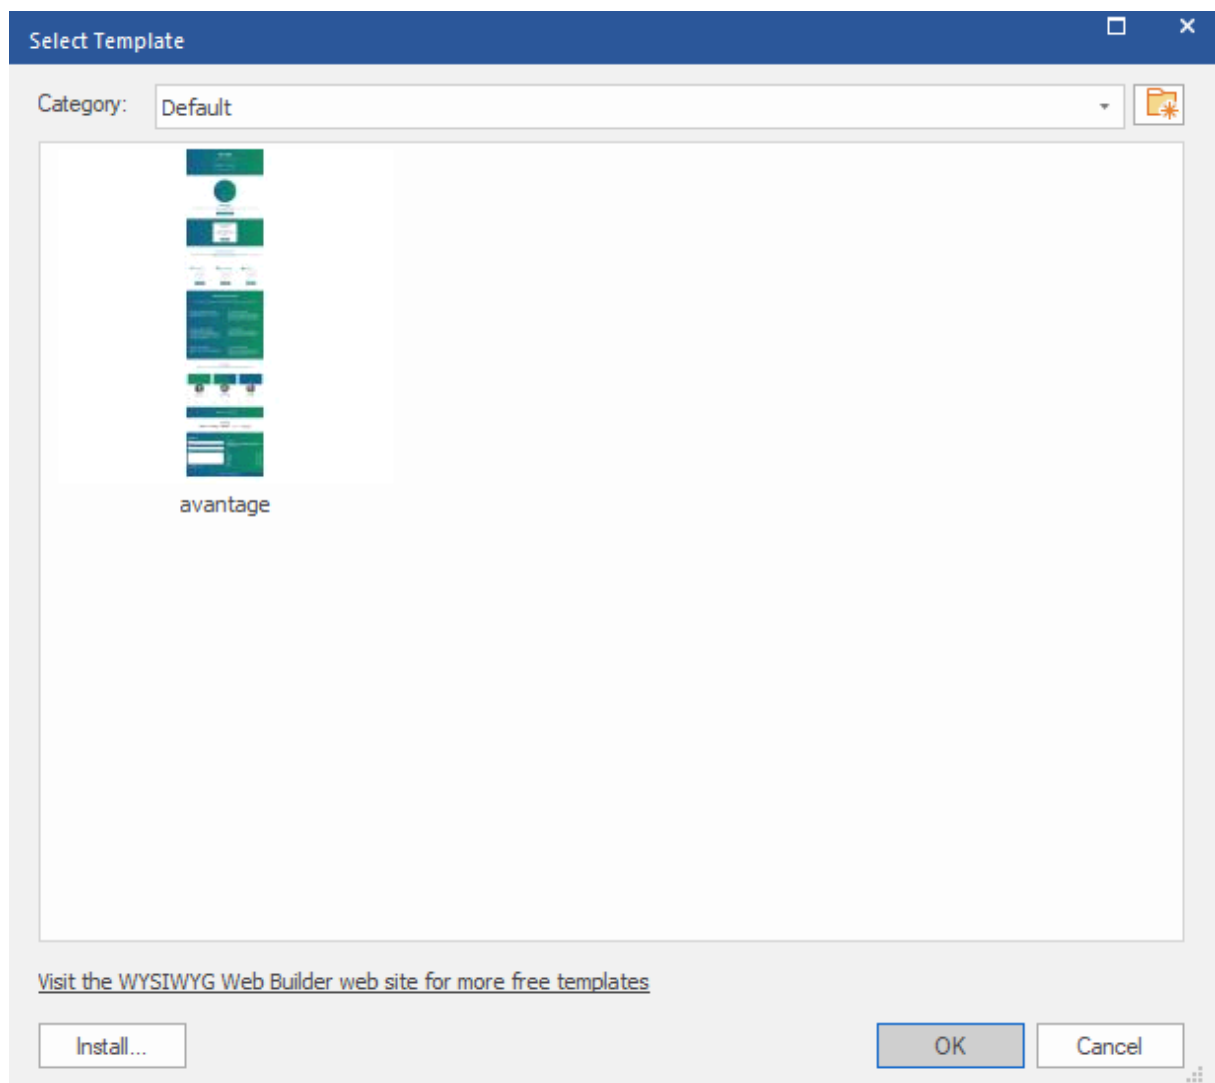 Select Template
Category: Default
avantage
Visit the WYSIWYG Web Builder web site for more free templates
Install... OK Cancel